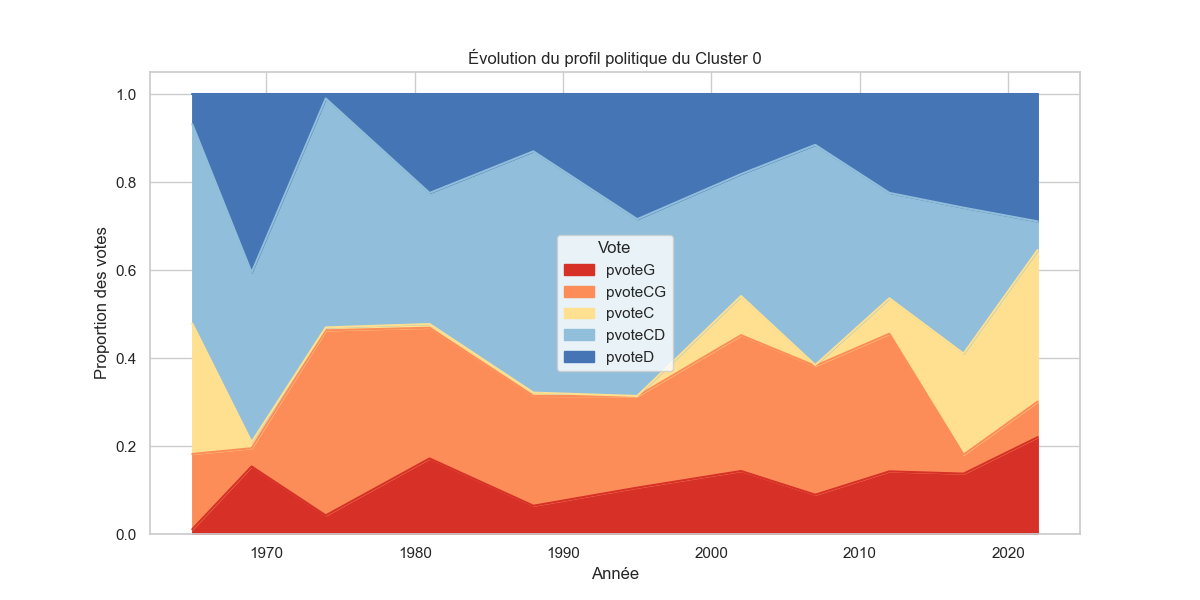 Évolution du profil politique du Cluster 0
Proportion des votes
1.0
0.8
0.6
0.4
0.2
0.0
Vote
pvoteG
pvoteCG
pvoteC
pvoteCD
pvoteD
1970 1980 1990 2000 2010 2020
Année